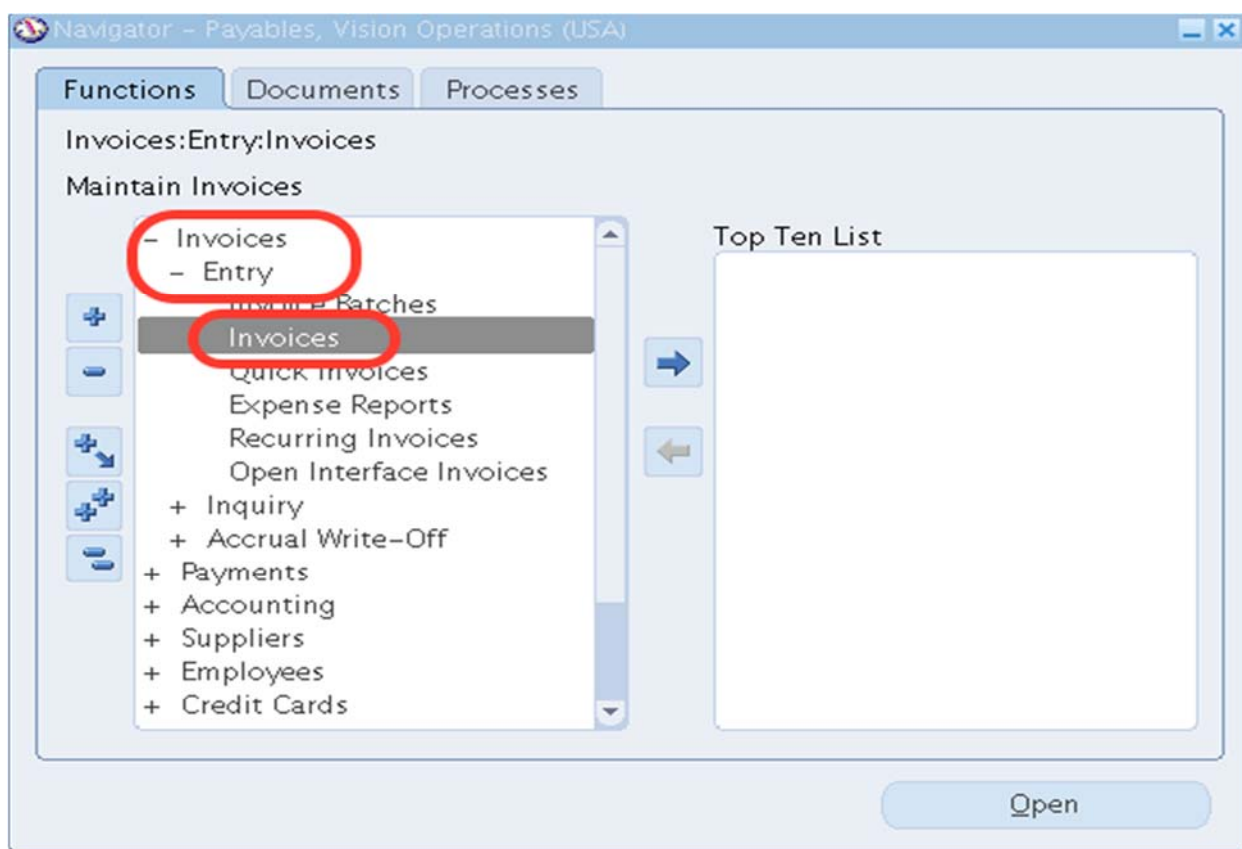 Navigator – Payables, Vision Operations (USA)
Functions Documents Processes
Invoices:Entry:Invoices
Maintain Invoices
– Invoices
– Entry
Invoice Batches
Invoices
Quick Invoices
Expense Reports
Recurring Invoices
Open Interface Invoices
+ Inquiry
+ Accrual Write–Off
+ Payments
+ Accounting
+ Suppliers
+ Employees
+ Credit Cards
Top Ten List
Open